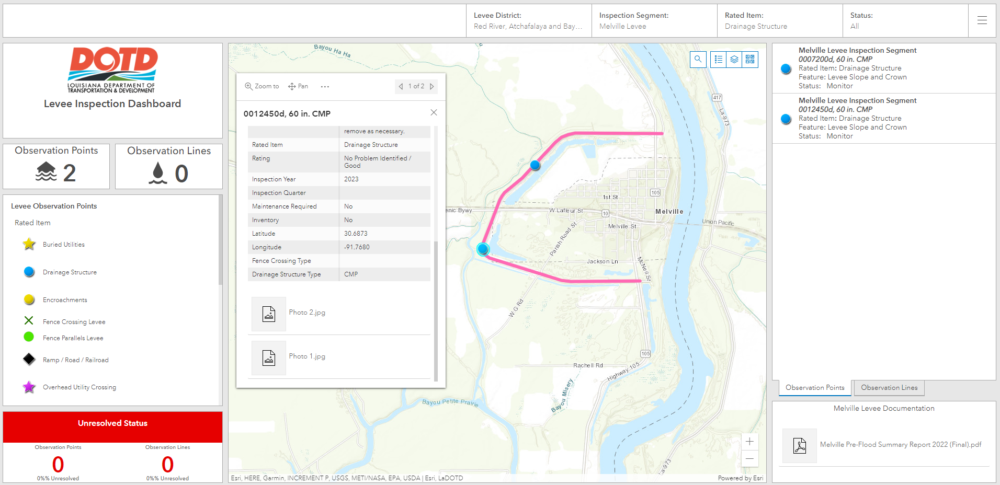 Levee District:
Red River, Atchafalaya and Bay…
Inspection Segment:
Melville Levee
Rated Item:
Drainage Structure
Status:
All
DOTD
LOUISIANA DEPARTMENT OF
TRANSPORTATION & DEVELOPMENT
Levee Inspection Dashboard
Observation Points
2
Observation Lines
0
Levee Observation Points
Rated Item
Buried Utilities
Drainage Structure
Encroachments
Fence Crossing Levee
Fence Parallels Levee
Ramp / Road / Railroad
Overhead Utility Crossing
Unresolved Status
Observation Points
0
0%% Unresolved
Observation Lines
0
0%% Unresolved
Zoom to
Pan
1 of 2
0012450d, 60 in. CMP
remove as necessary.
Rated Item Drainage Structure
Rating No Problem Identified /
Good
Inspection Year 2023
Inspection Quarter
Maintenance Required No
Inventory No
Latitude 30.6873
Longitude -91.7680
Fence Crossing Type
Drainage Structure Type CMP
Photo 2.jpg
Photo 1.jpg
Bayou Ha Ha
417
La-973
105
1st St
enic Bywy
W Lafleur St
10
Melville
Melville St
Union Pacific
Parish Road St
Jackson Ln
McNeil St
W G Rd
105
Rachell Rd
Highway 105
Bayou Misery
Bayou Petite Prairie
La-973
Esri, HERE, Garmin, INCREMENT P, USGS, METI/NASA, EPA, USDA | Esri, LaDOTD
Powered by Esri
Melville Levee Inspection Segment
0007200d, 60 in. CMP
Rated Item: Drainage Structure
Feature: Levee Slope and Crown
Status: Monitor
Melville Levee Inspection Segment
0012450d, 60 in. CMP
Rated Item: Drainage Structure
Feature: Levee Slope and Crown
Status: Monitor
Observation Points
Observation Lines
Melville Levee Documentation
Melville Pre-Flood Summary Report 2022 (Final).pdf